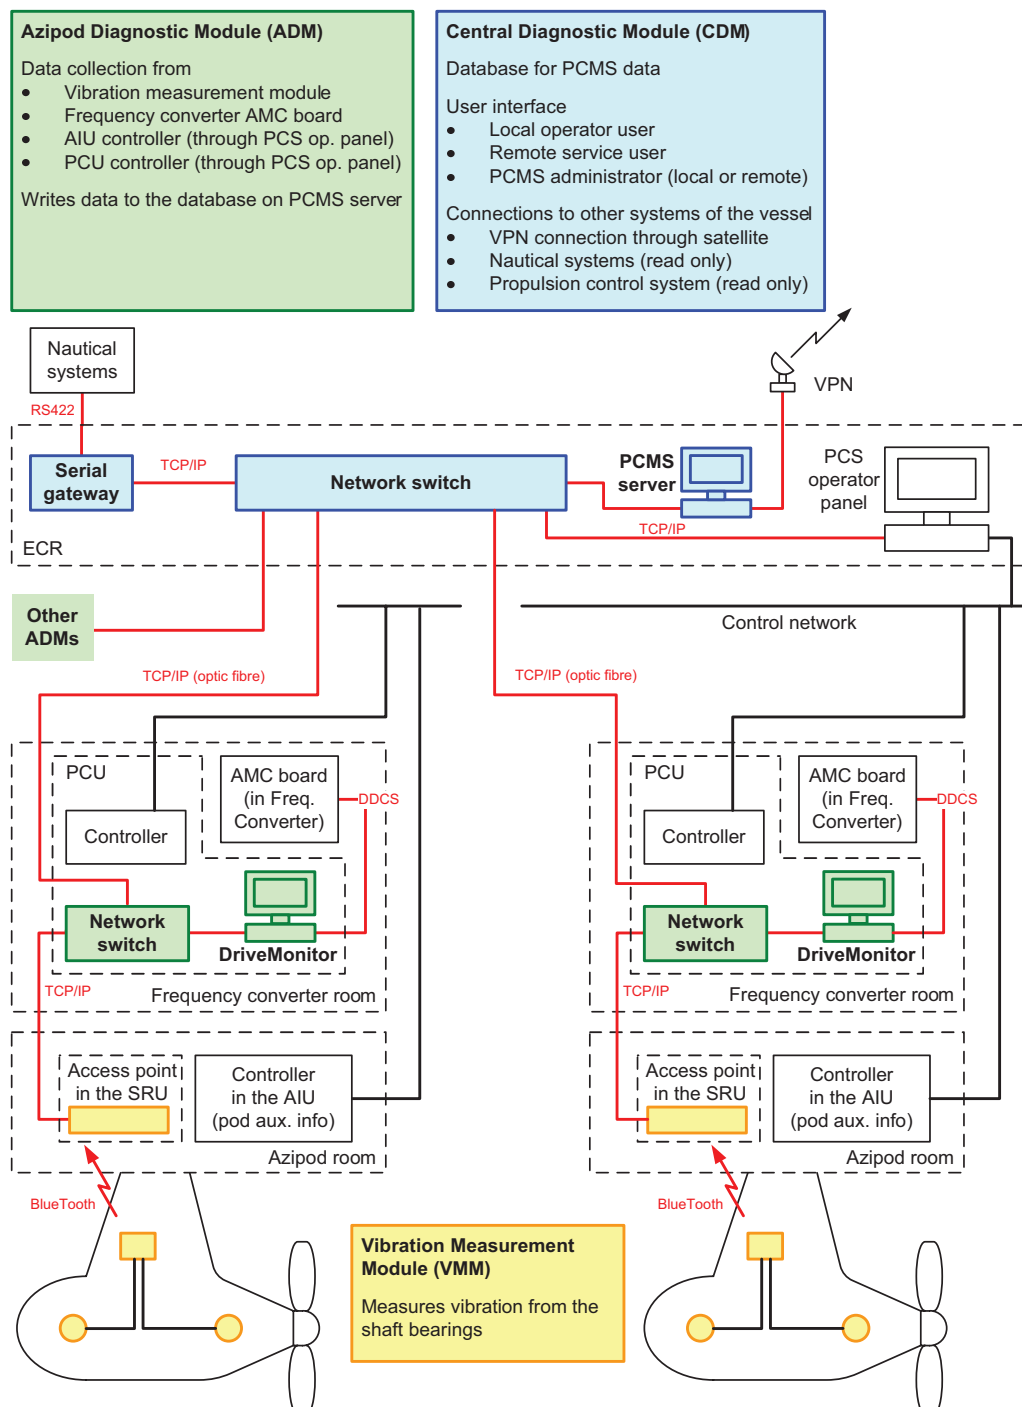 Azipod Diagnostic Module (ADM)
Data collection from
• Vibration measurement module
• Frequency converter AMC board
• AIU controller (through PCS op. panel)
• PCU controller (through PCS op. panel)
Writes data to the database on PCMS server
Central Diagnostic Module (CDM)
Database for PCMS data
User interface
• Local operator user
• Remote service user
• PCMS administrator (local or remote)
Connections to other systems of the vessel
• VPN connection through satellite
• Nautical systems (read only)
• Propulsion control system (read only)
Nautical
systems
RS422
VPN
Serial
gateway
TCP/IP
Network switch
PCMS
server
TCP/IP
PCS
operator
panel
ECR
Other
ADMs
Control network
TCP/IP (optic fibre)
TCP/IP (optic fibre)
PCU
Controller
AMC board
(in Freq.
Converter)
DDCS
Network
switch
DriveMonitor
TCP/IP
Frequency converter room
PCU
Controller
AMC board
(in Freq.
Converter)
DDCS
Network
switch
DriveMonitor
TCP/IP
Frequency converter room
Access point
in the SRU
Controller
in the AIU
(pod aux. info)
Azipod room
BlueTooth
Access point
in the SRU
Controller
in the AIU
(pod aux. info)
Azipod room
BlueTooth
Vibration Measurement
Module (VMM)
Measures vibration from the
shaft bearings